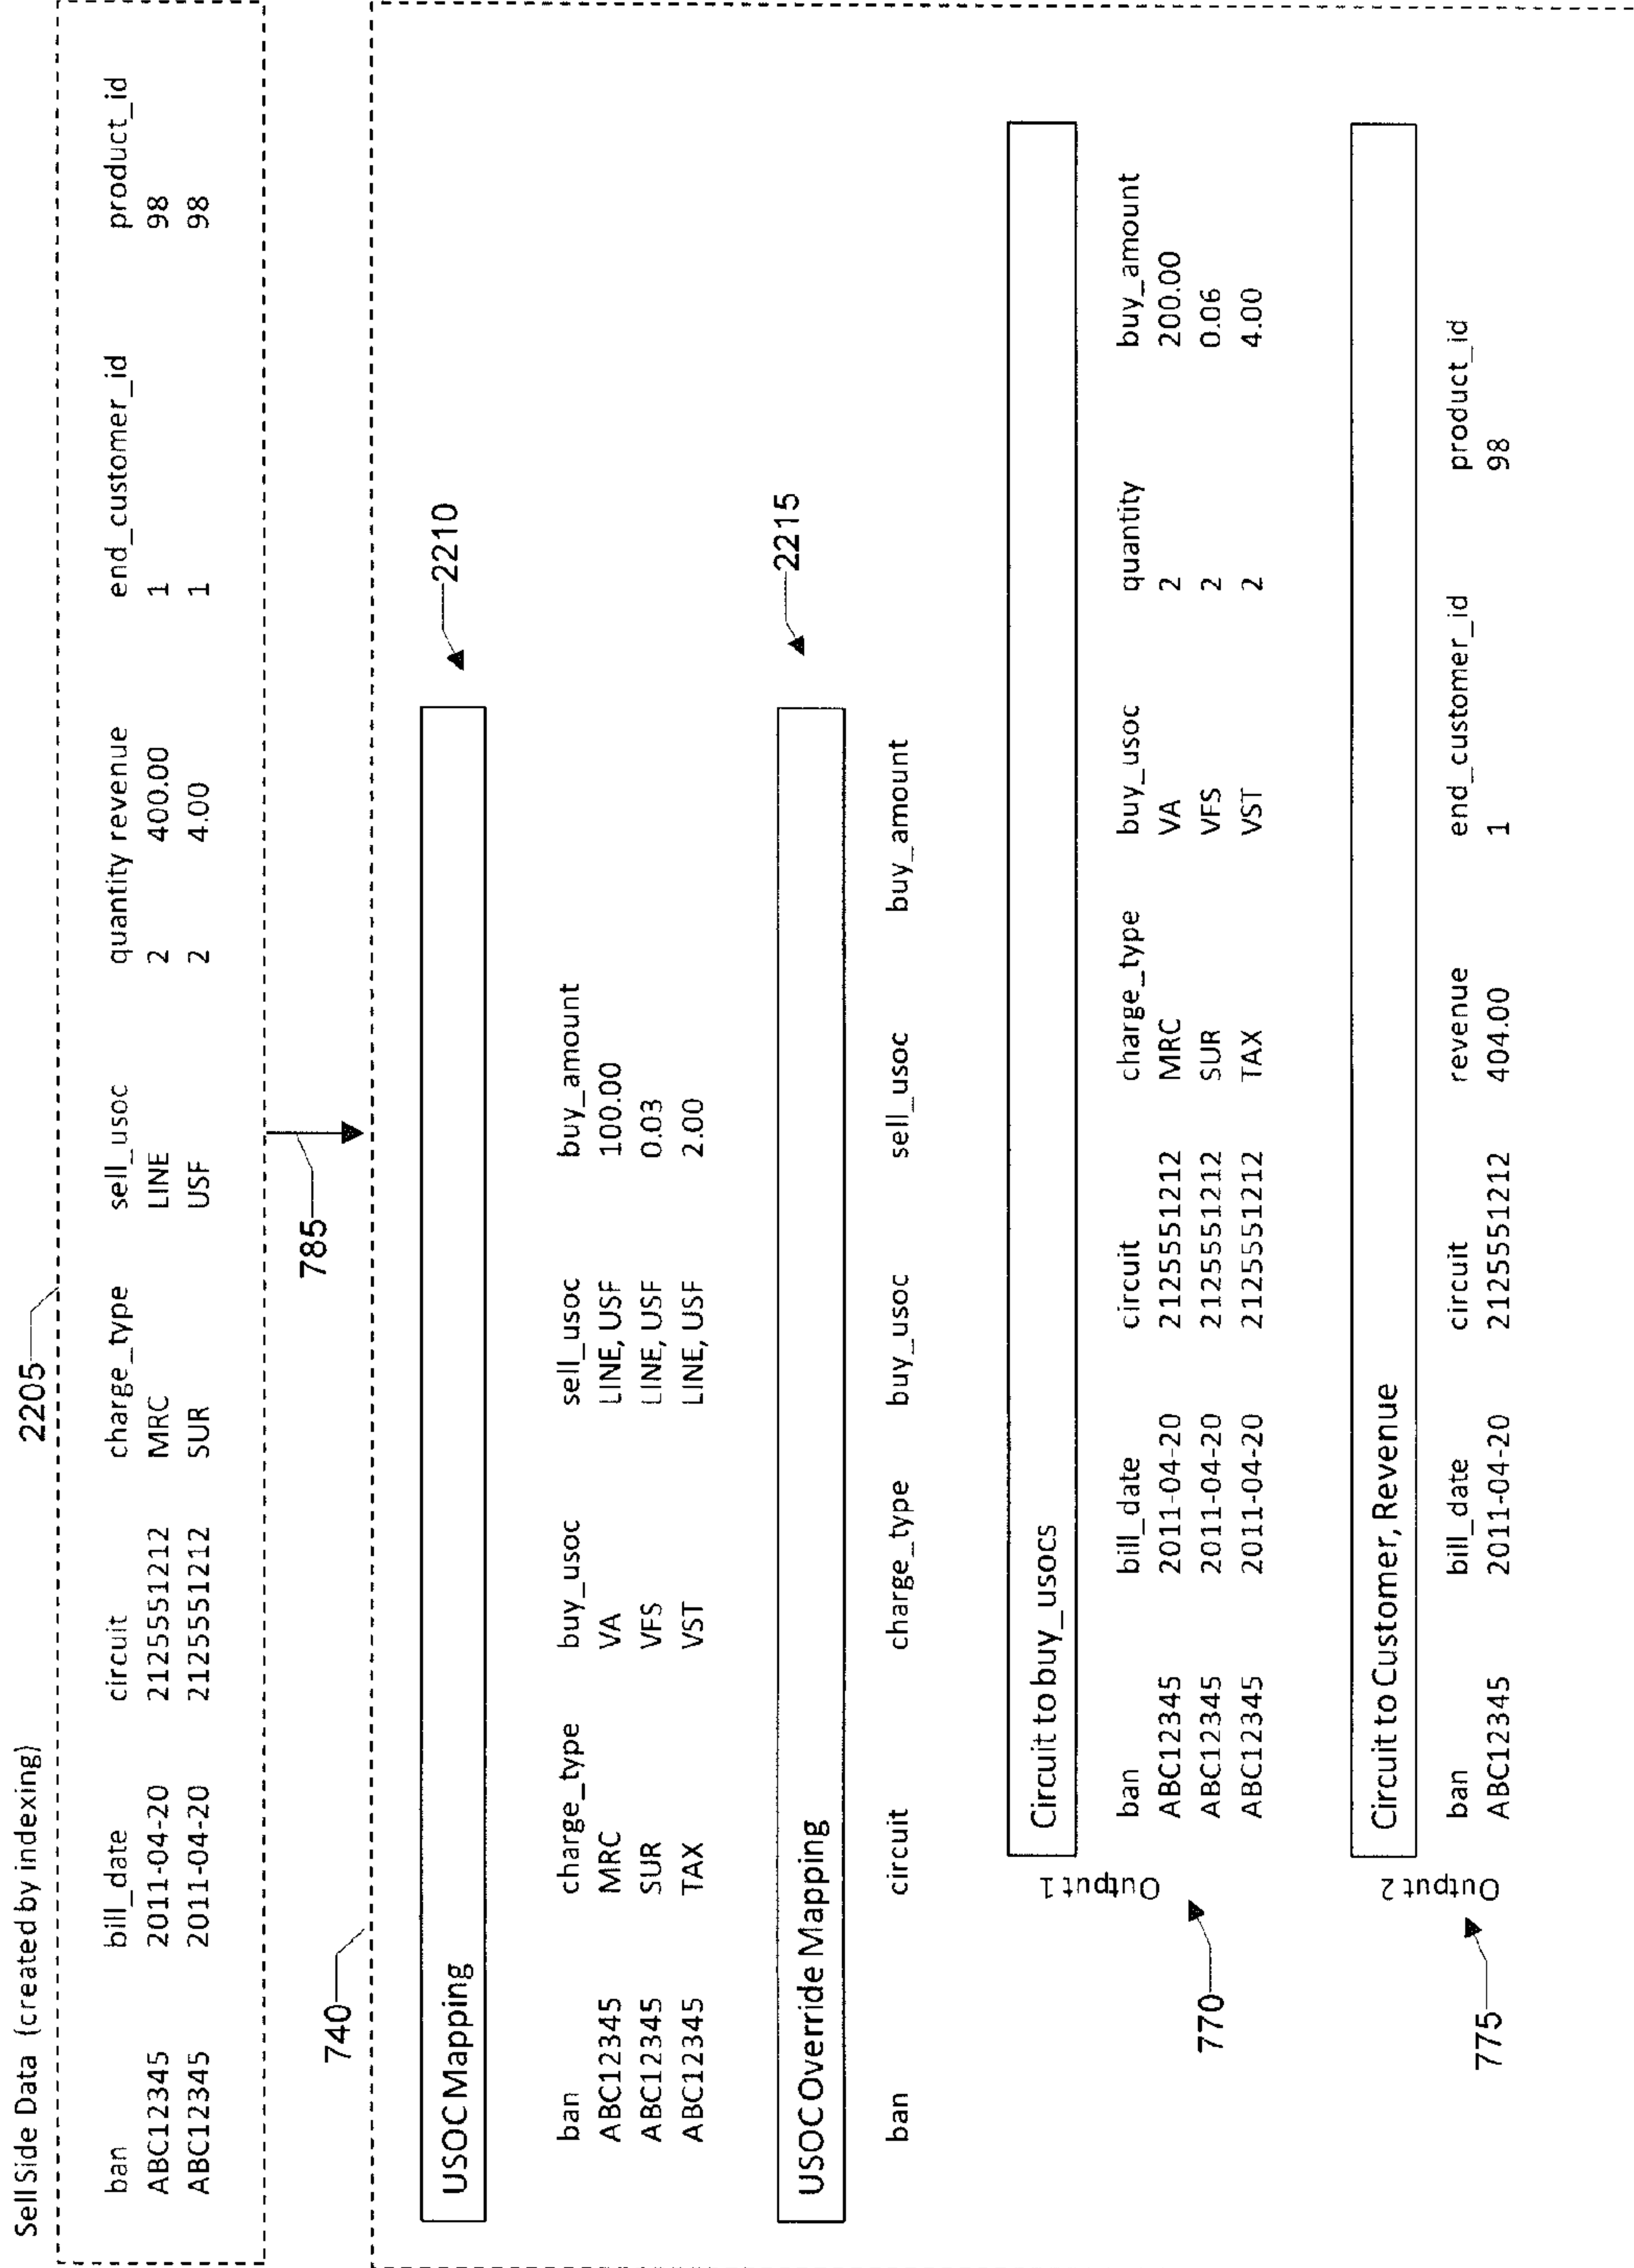 Sell Side Data (created by indexing)
2205
ban bill_date circuit charge_type sell_usoc quantity revenue end_customer_id product_id
ABC12345 2011-04-20 2125551212 MRC LINE 2 400.00 1 98
ABC12345 2011-04-20 2125551212 SUR USF 2 4.00 1 98
740
785
USOC Mapping
2210
ban charge_type buy_usoc sell_usoc buy_amount
ABC12345 MRC VA LINE, USF 100.00
ABC12345 SUR VFS LINE, USF 0.03
ABC12345 TAX VST LINE, USF 2.00
USOC Override Mapping
2215
ban circuit charge_type buy_usoc sell_usoc buy_amount
Output 1
770
Circuit to buy_usocs
ban bill_date circuit charge_type buy_usoc quantity buy_amount
ABC12345 2011-04-20 2125551212 MRC VA 2 200.00
ABC12345 2011-04-20 2125551212 SUR VFS 2 0.06
ABC12345 2011-04-20 2125551212 TAX VST 2 4.00
Output 2
775
Circuit to Customer, Revenue
ban bill_date circuit revenue end_customer_id product_id
ABC12345 2011-04-20 2125551212 404.00 1 98